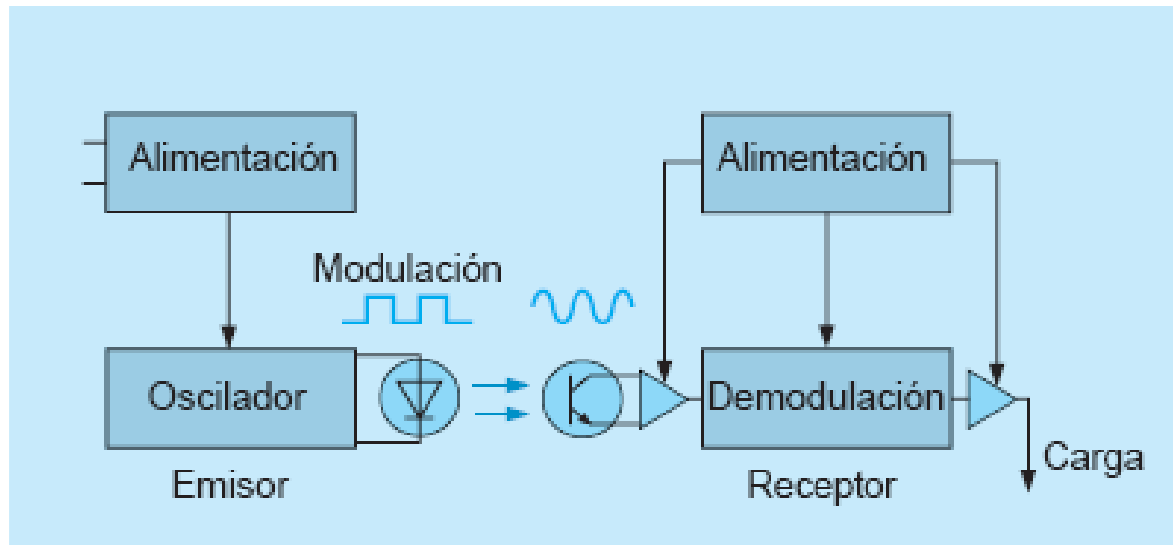 Alimentación
Alimentación
Modulación
Oscilador
Demodulación
Carga
Emisor
Receptor